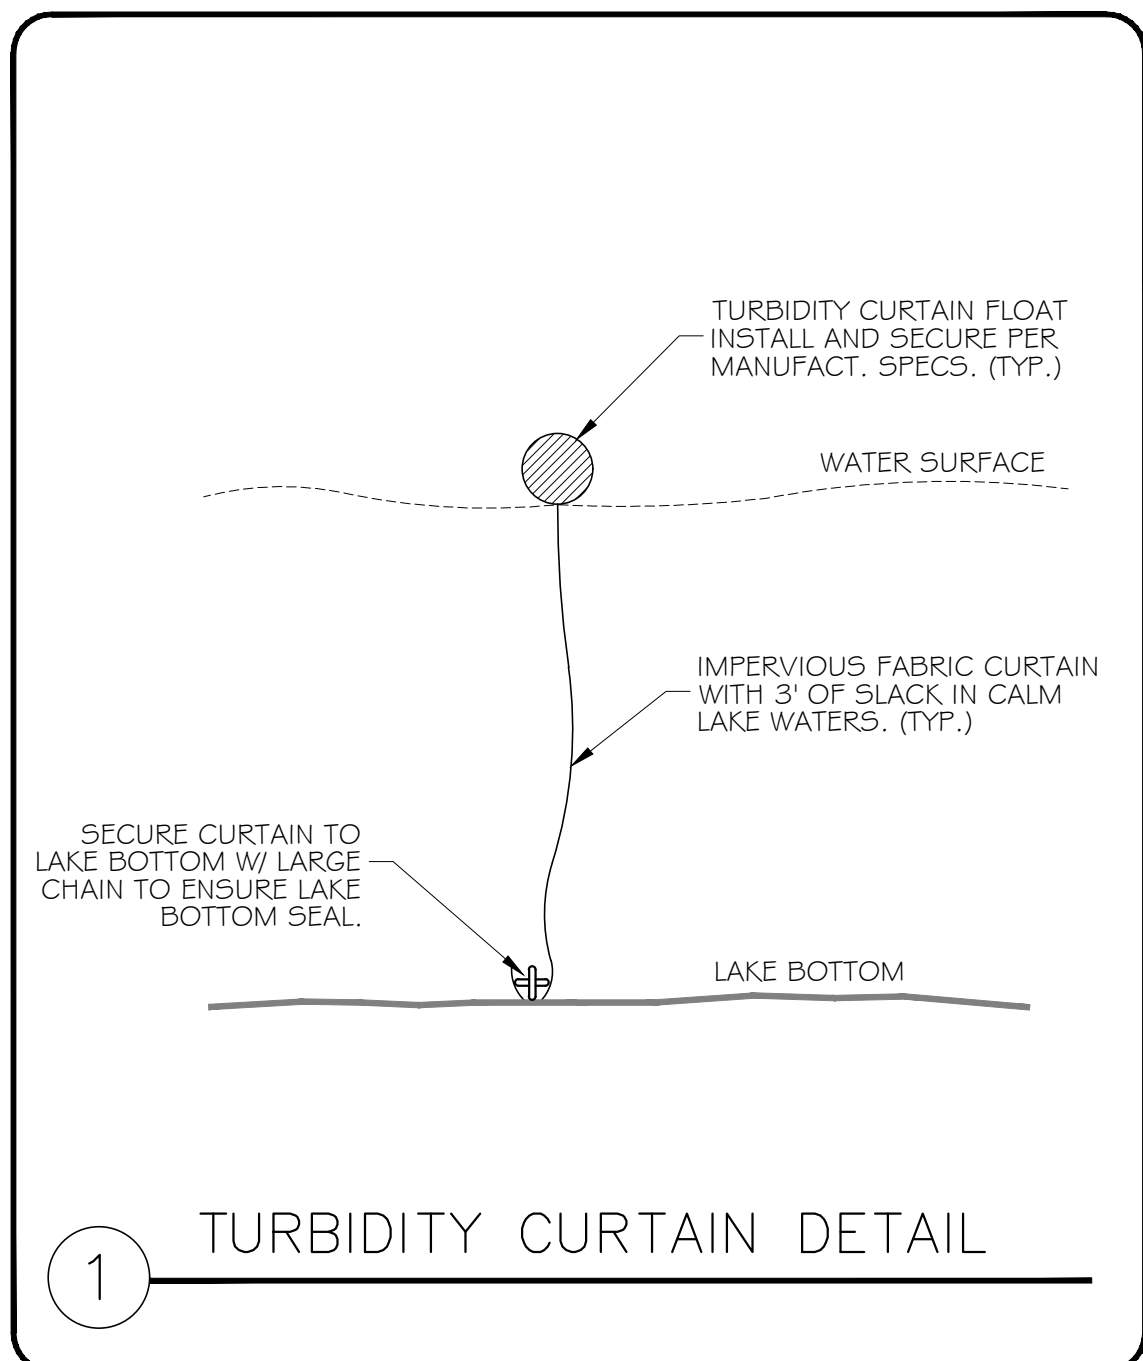 TURBIDITY CURTAIN FLOAT
INSTALL AND SECURE PER
MANUFACT. SPECS. (TYP.)
WATER SURFACE
IMPERVIOUS FABRIC CURTAIN
WITH 3' OF SLACK IN CALM
LAKE WATERS. (TYP.)
SECURE CURTAIN TO
LAKE BOTTOM W/ LARGE
CHAIN TO ENSURE LAKE
BOTTOM SEAL.
LAKE BOTTOM
TURBIDITY CURTAIN DETAIL
1